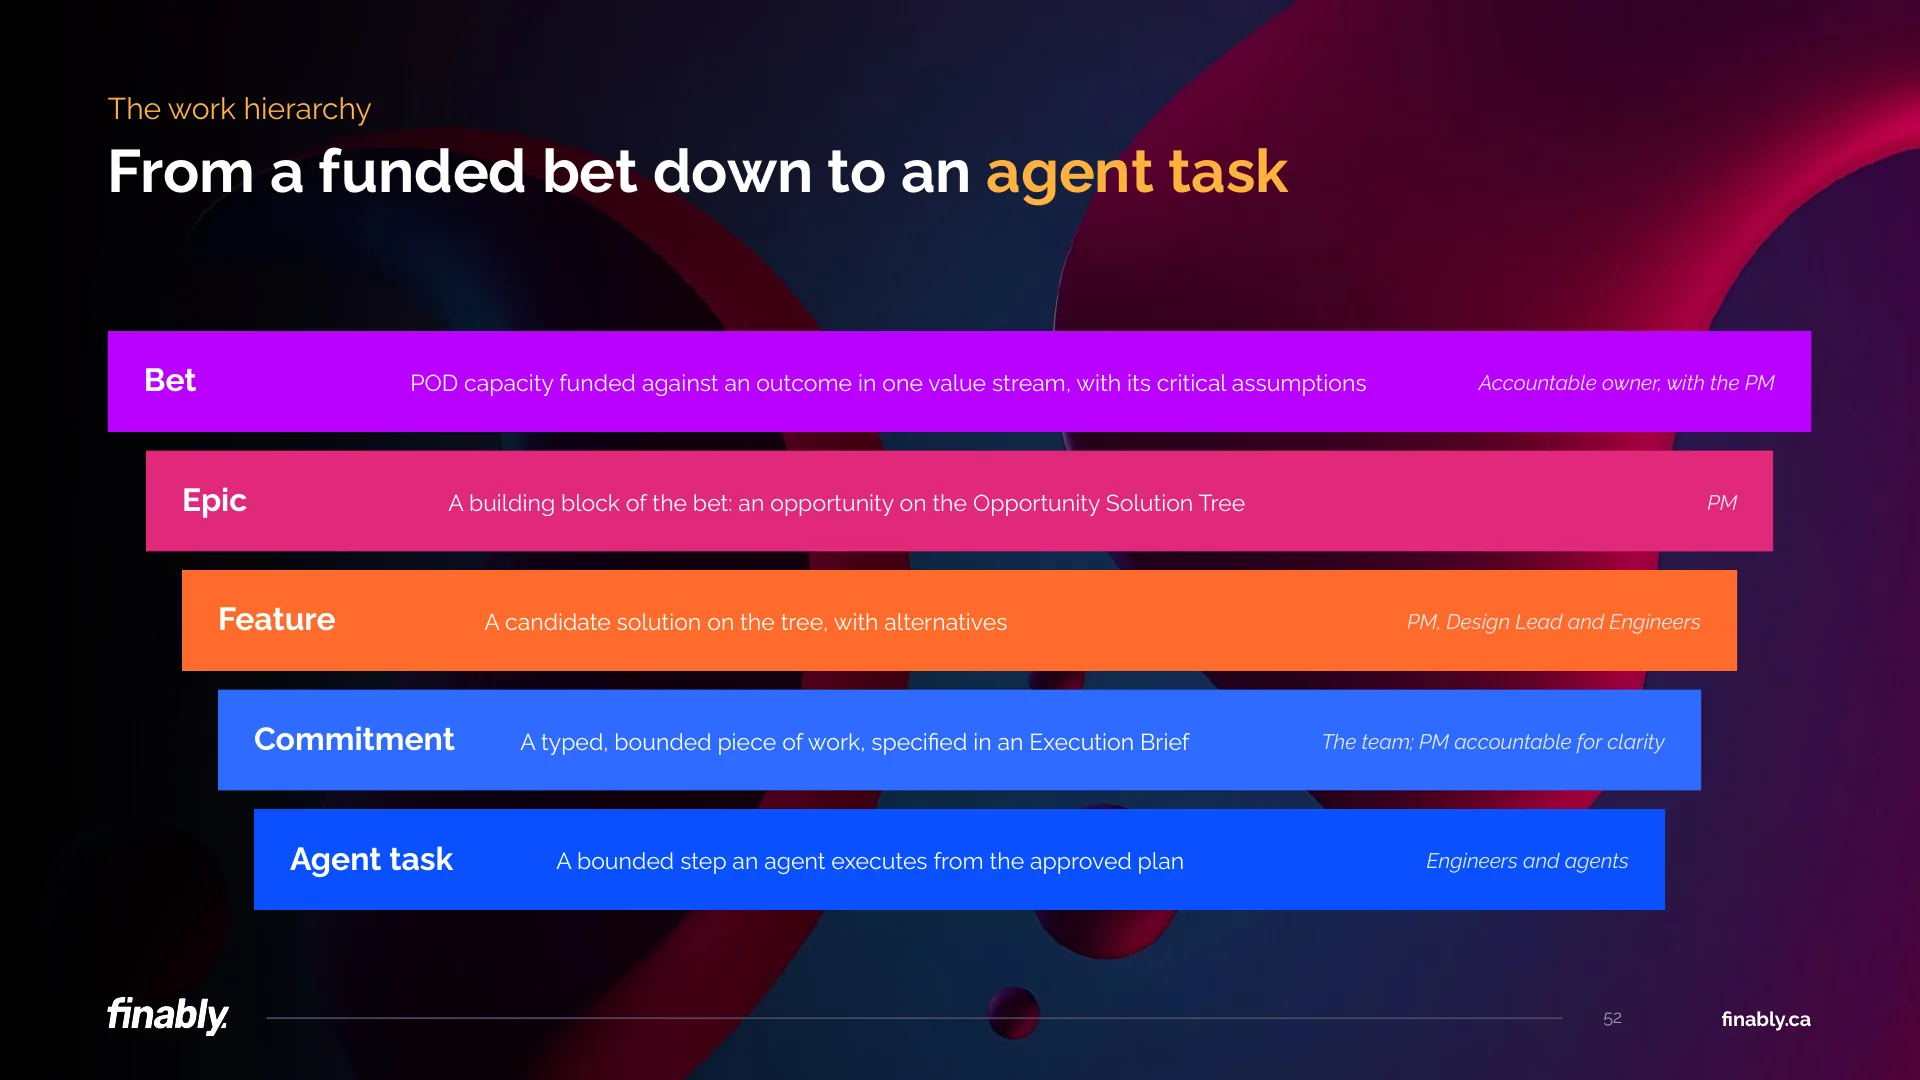 The work hierarchy
From a funded bet down to an agent task
Bet
POD capacity funded against an outcome in one value stream, with its critical assumptions
Accountable owner, with the PM
Epic
A building block of the bet: an opportunity on the Opportunity Solution Tree
PM
Feature
A candidate solution on the tree, with alternatives
PM, Design Lead and Engineers
Commitment
A typed, bounded piece of work, specified in an Execution Brief
The team; PM accountable for clarity
Agent task
A bounded step an agent executes from the approved plan
Engineers and agents
finably.
52
finably.ca